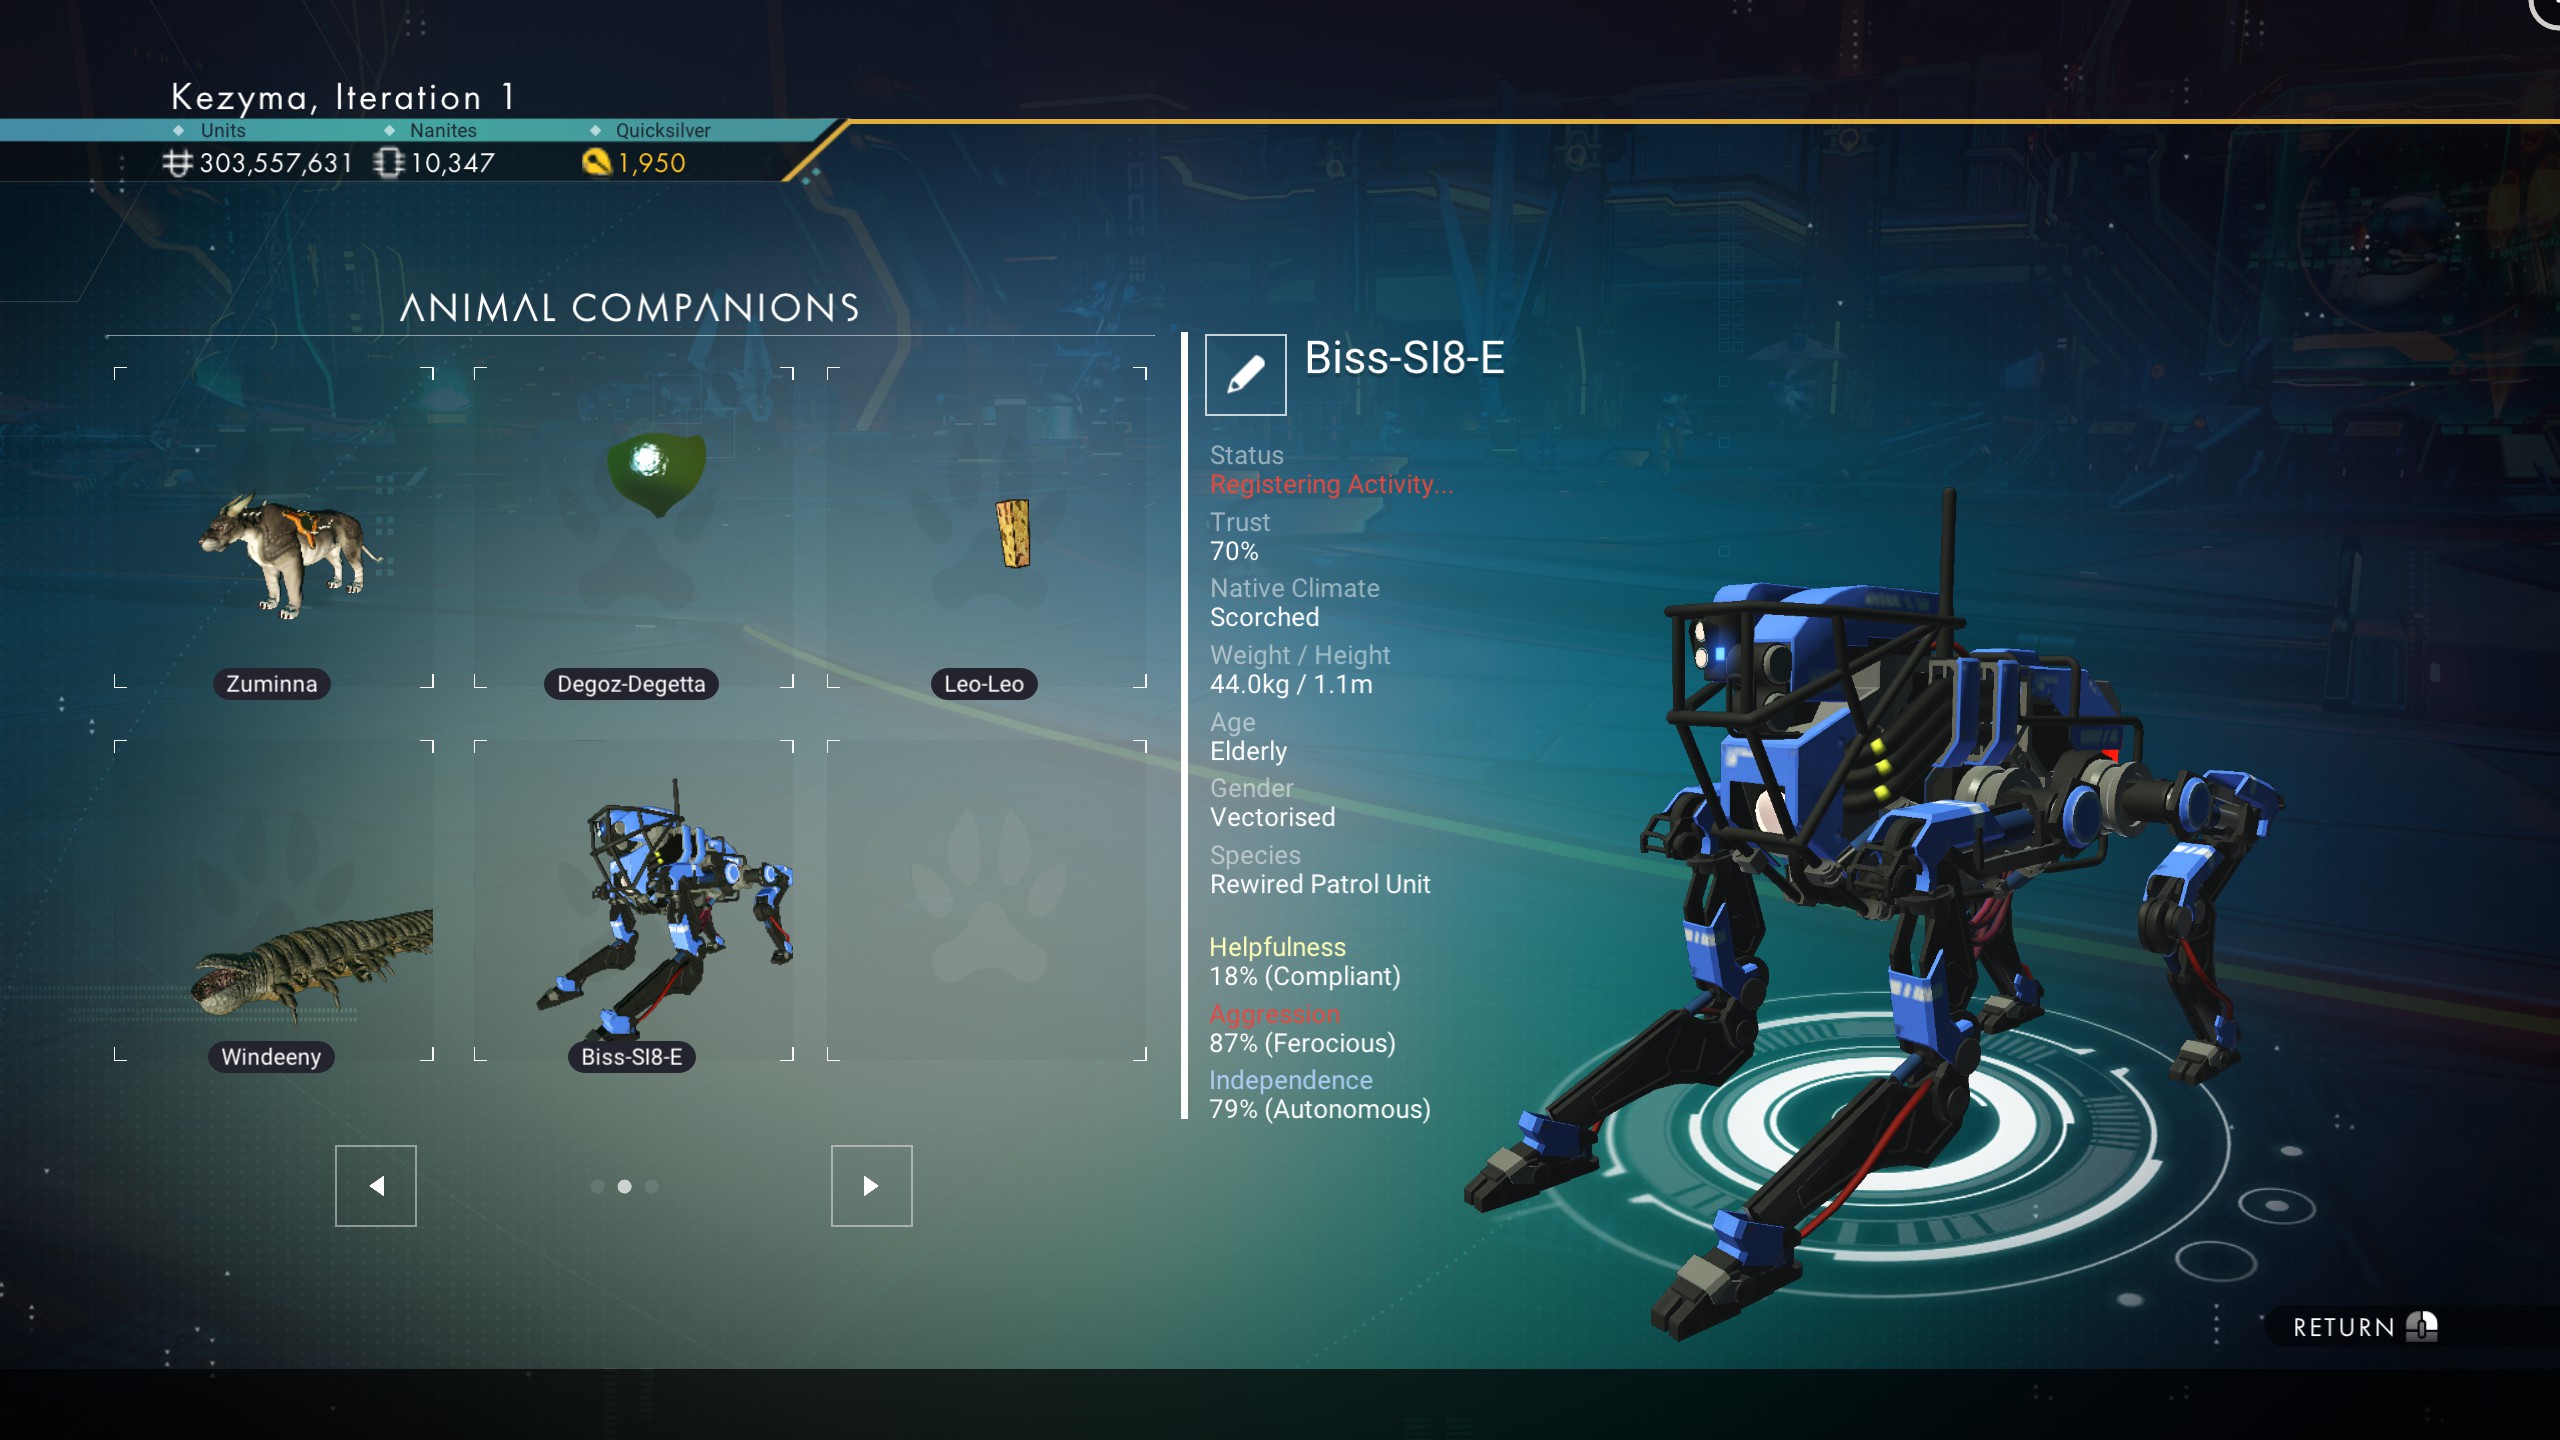 Kezyma, Iteration 1
Units Nanites Quicksilver
303,557,631 10,347 1,950
ANIMAL COMPANIONS
Zuminna Degoz-Degetta Leo-Leo
Windeeny Biss-SI8-E
Biss-SI8-E
Status
Registering Activity...
Trust
70%
Native Climate
Scorched
Weight / Height
44.0kg / 1.1m
Age
Elderly
Gender
Vectorised
Species
Rewired Patrol Unit
Helpfulness
18% (Compliant)
Aggression
87% (Ferocious)
Independence
79% (Autonomous)
RETURN